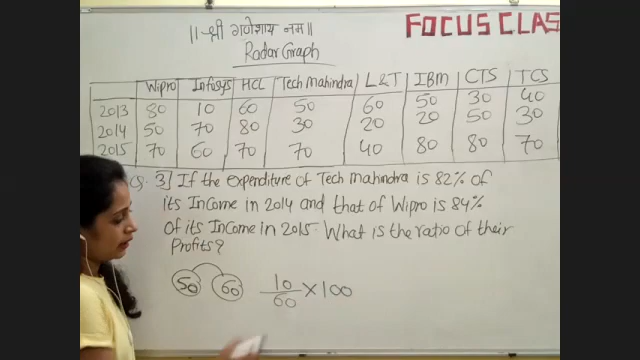 ॥श्री गणेशाय नम॥
FOCUS CLAS
Radar Graph
Wipro Infosys HCL Tech Mahindra L&T IBM CTS TCS
2013 80 10 60 50 60 50 30 40
2014 50 70 80 30 20 20 50 30
2015 70 60 70 70 40 80 80 70
3] If the expenditure of Tech Mahindra is 82% of
its Income in 2014 and that of Wipro is 84%
of its Income in 2015. What is the ratio of their
Profits?
50 60 10/60 × 100